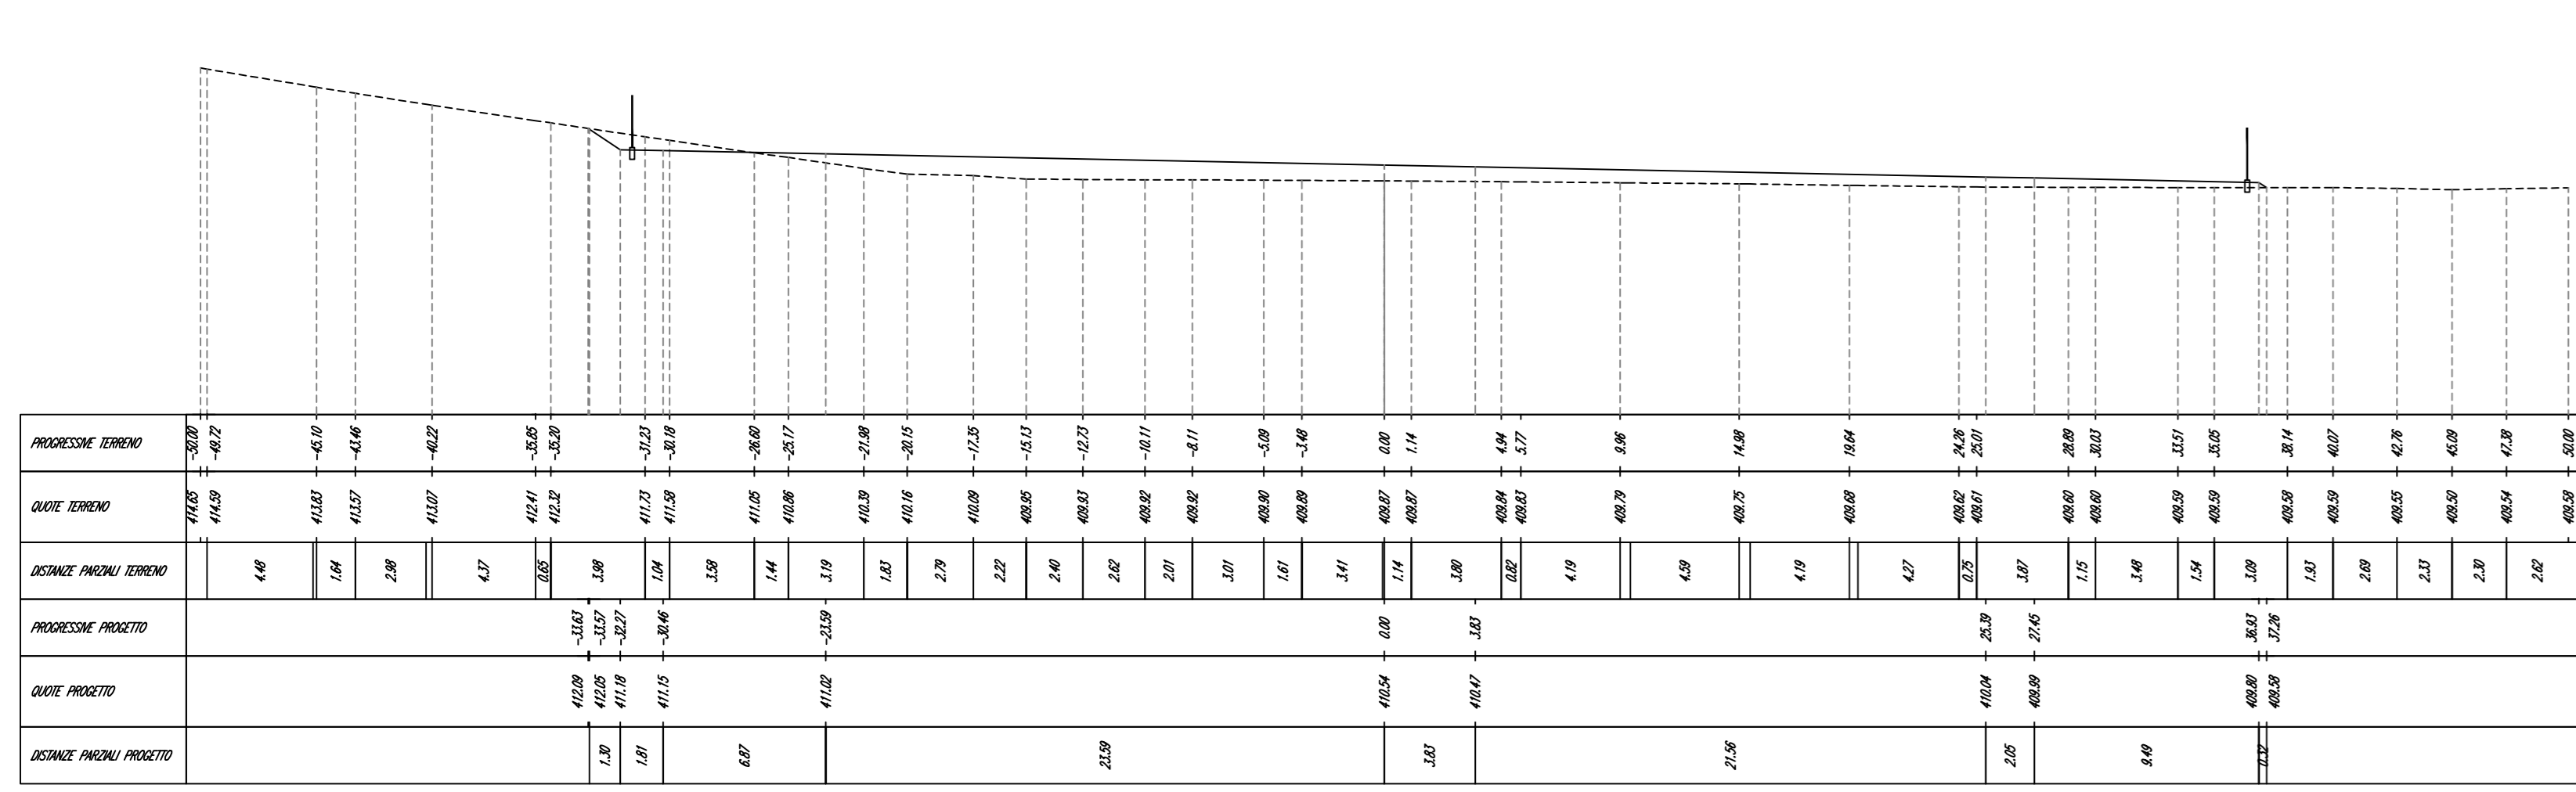 PROGRESSIVE TERRENO -50.00 -49.72 -45.10 -43.46 -40.22 -35.85 -35.20 -31.23 -30.18 -26.60 -25.17 -21.98 -20.15 -17.35 -15.13 -12.73 -10.11 -8.11 -5.09 -3.48 0.00 1.14 4.94 5.77 9.96 14.98 19.64 24.26 25.01 28.89 30.03 33.51 35.05 38.14 40.07 42.76 45.09 47.38 50.00
QUOTE TERRENO 414.65 414.59 413.83 413.57 413.07 412.41 412.32 411.73 411.58 411.05 410.86 410.39 410.16 410.09 409.95 409.93 409.92 409.92 409.90 409.89 409.87 409.87 409.84 409.83 409.79 409.75 409.68 409.62 409.61 409.60 409.60 409.59 409.59 409.58 409.59 409.55 409.50 409.54 409.58
DISTANZE PARZIALI TERRENO 4.48 1.64 2.98 4.37 0.65 3.98 1.04 3.58 1.44 3.19 1.83 2.79 2.22 2.40 2.62 2.01 3.01 1.61 3.41 1.14 3.80 0.82 4.19 4.59 4.19 4.27 0.75 3.87 1.15 3.48 1.54 3.09 1.93 2.69 2.33 2.30 2.62
PROGRESSIVE PROGETTO -33.63 -33.57 -32.27 -30.46 -23.59 0.00 3.83 25.39 27.45 36.93 37.26
QUOTE PROGETTO 412.09 412.05 411.18 411.15 411.02 410.54 410.47 410.04 409.99 409.80 409.58
DISTANZE PARZIALI PROGETTO 1.30 1.81 6.87 23.59 3.83 21.56 2.05 9.49 0.32